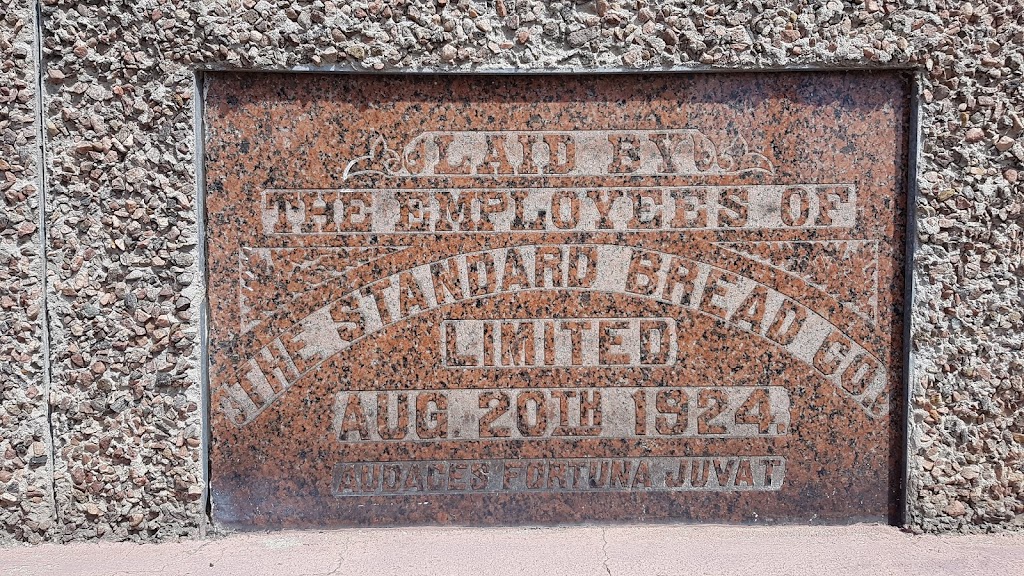 LAID BY
THE EMPLOYEES OF
THE STANDARD BREAD CO.
LIMITED
AUG. 20TH 1924.
AUDACES FORTUNA JUVAT